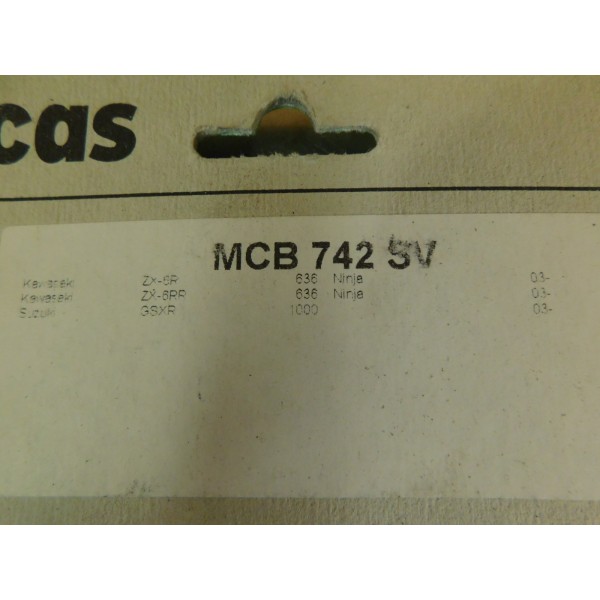 cas
MCB 742 SV
Kawasaki ZX-6R 636 Ninja 03-
Kawasaki ZX-6RR 636 Ninja 03-
Suzuki GSXR 1000 03-